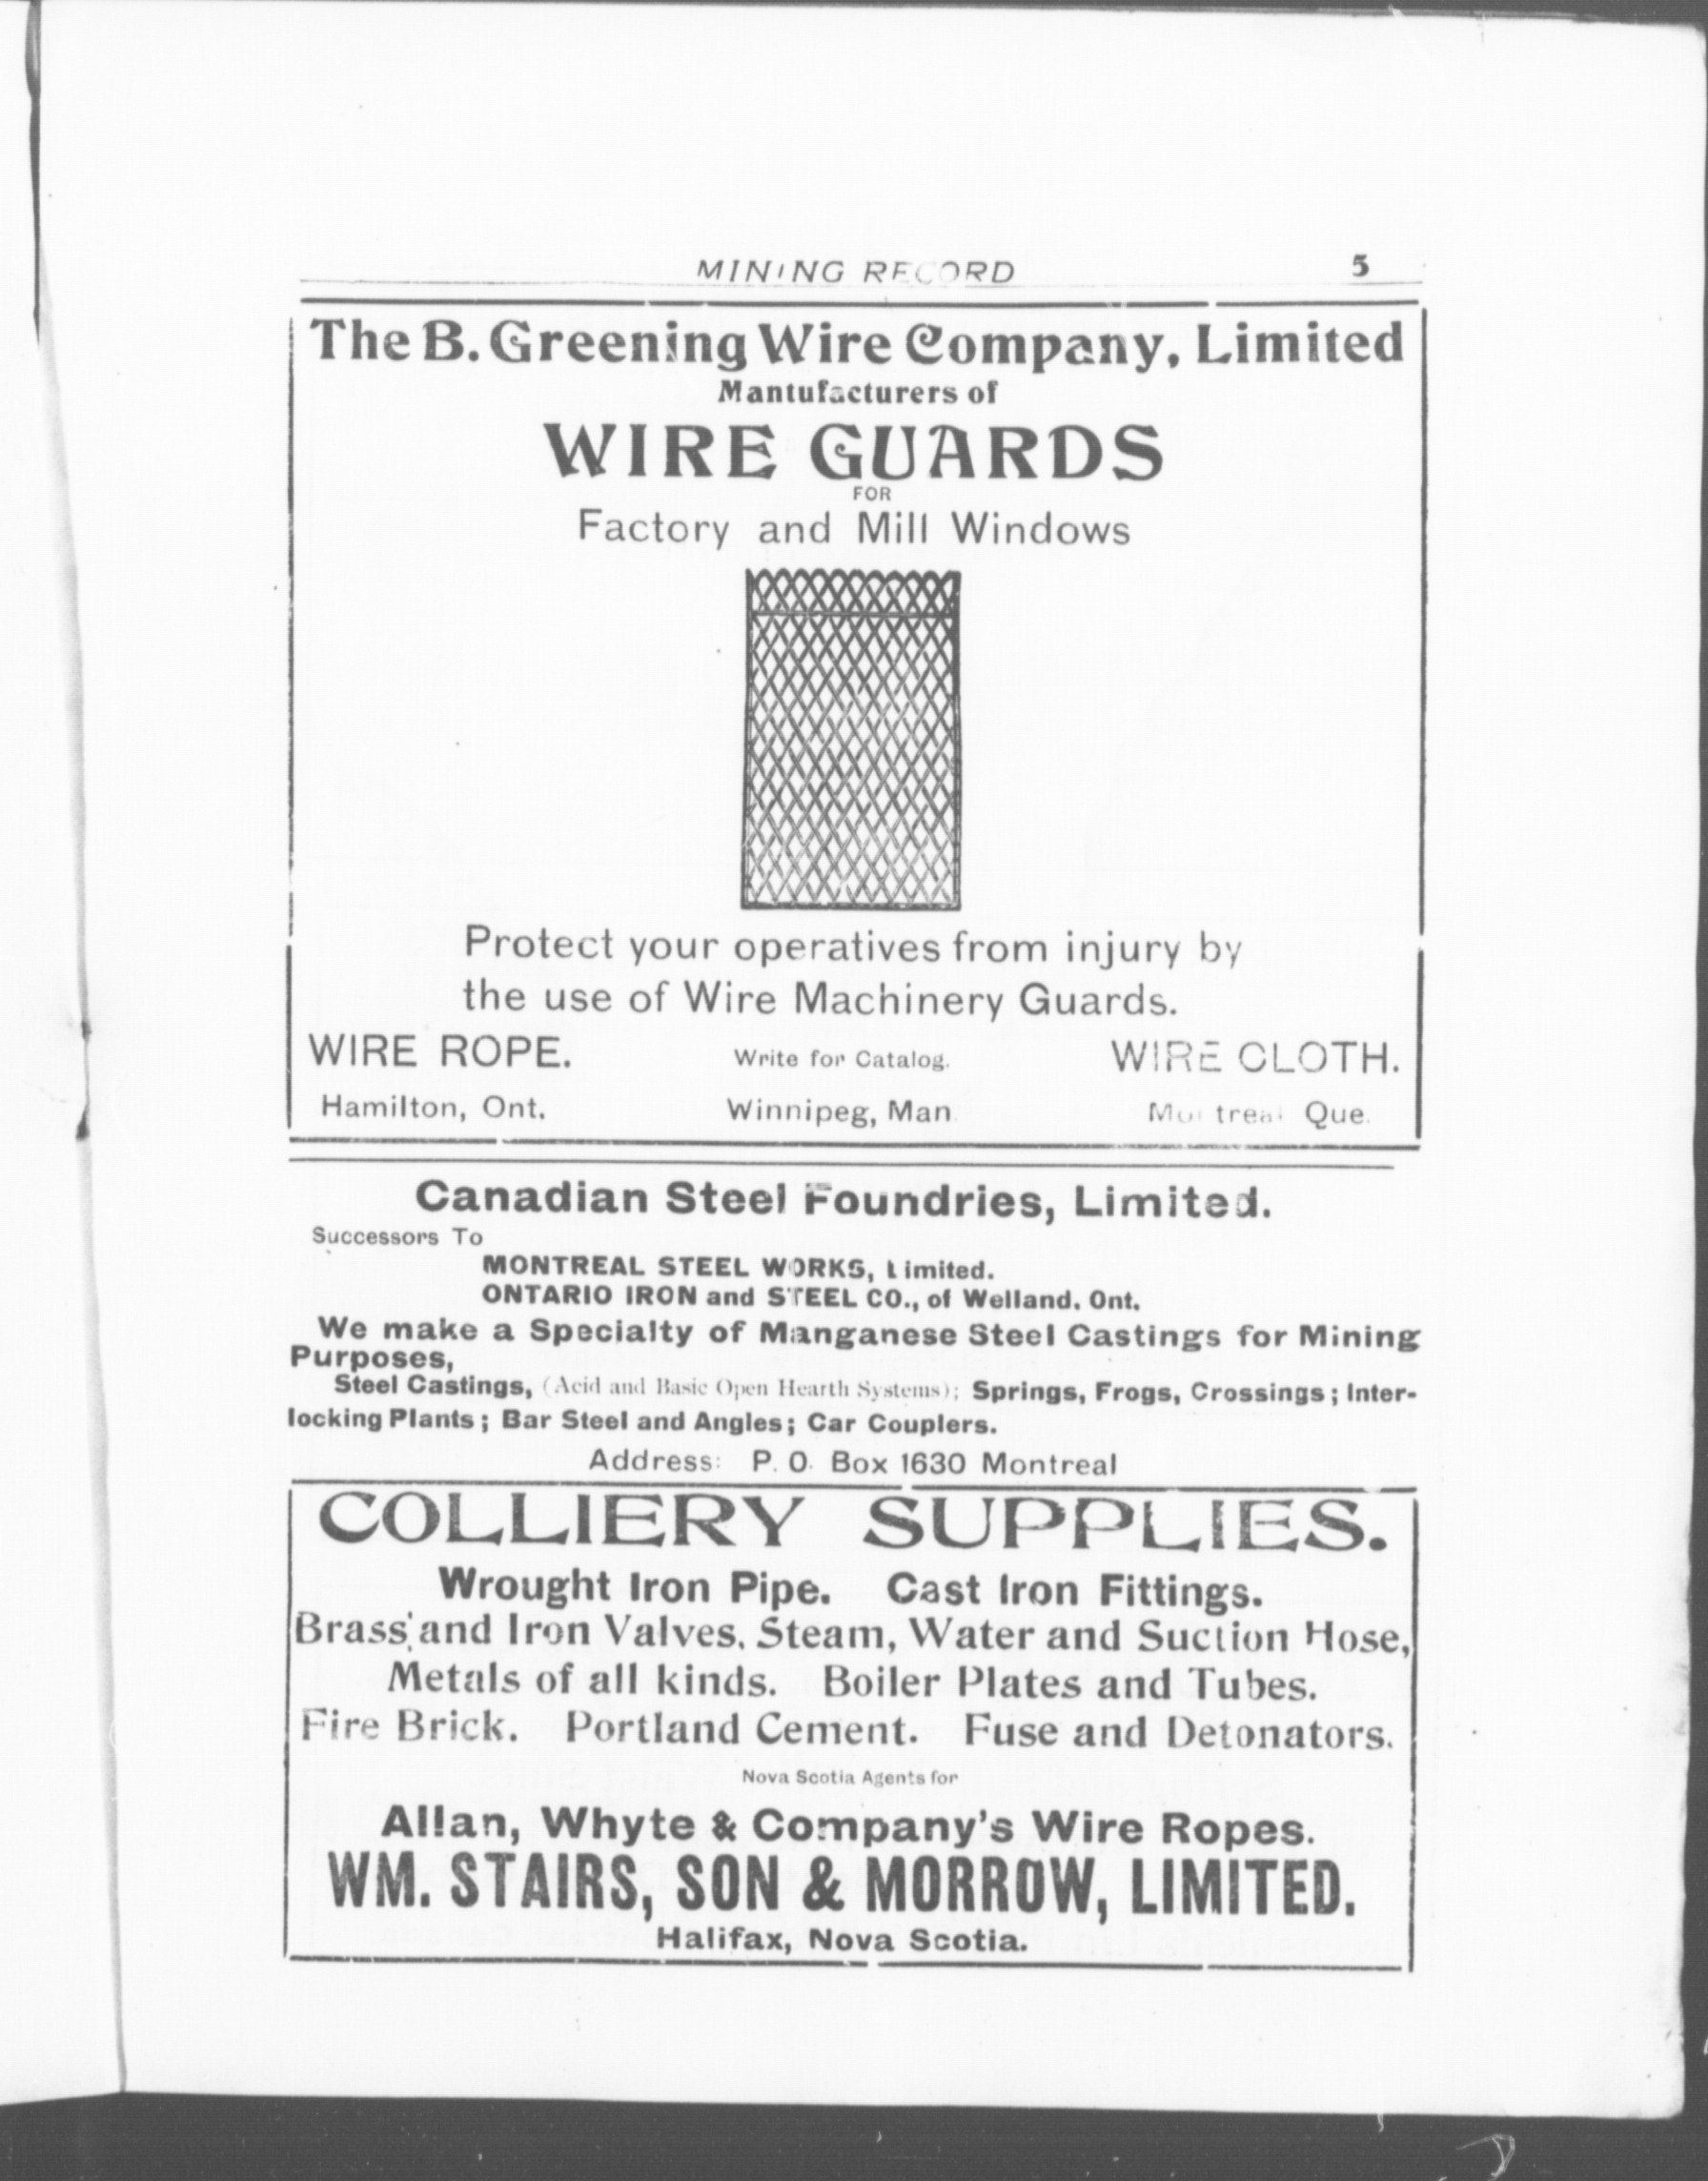 MINING RECORD 5
The B. Greening Wire Company, Limited
Mantufacturers of
WIRE GUARDS
FOR
Factory and Mill Windows
Protect your operatives from injury by
the use of Wire Machinery Guards.
WIRE ROPE. Write for Catalog. WIRE CLOTH.
Hamilton, Ont. Winnipeg, Man. Montreal Que.
Canadian Steel Foundries, Limited.
Successors To
MONTREAL STEEL WORKS, Limited.
ONTARIO IRON and STEEL CO., of Welland, Ont.
We make a Specialty of Manganese Steel Castings for Mining
Purposes,
Steel Castings, (Acid and Basic Open Hearth Systems); Springs, Frogs, Crossings; Inter-
locking Plants; Bar Steel and Angles; Car Couplers.
Address: P. O. Box 1630 Montreal
COLLIERY SUPPLIES.
Wrought Iron Pipe. Cast Iron Fittings.
Brass and Iron Valves, Steam, Water and Suction Hose,
Metals of all kinds. Boiler Plates and Tubes.
Fire Brick. Portland Cement. Fuse and Detonators.
Nova Scotia Agents for
Allan, Whyte & Company's Wire Ropes.
WM. STAIRS, SON & MORROW, LIMITED.
Halifax, Nova Scotia.